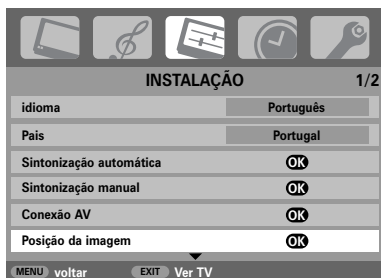 INSTALAÇÃO 1/2
idioma Português
Pais Portugal
Sintonização automática OK
Sintonização manual OK
Conexão AV OK
Posição da imagem OK
MENU voltar EXIT Ver TV